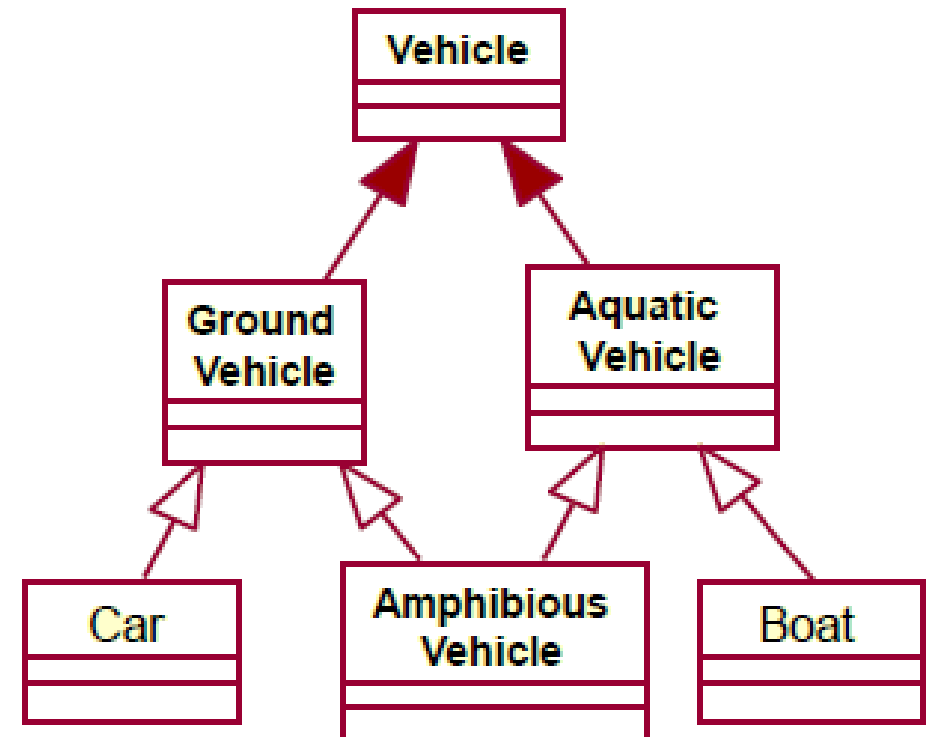 Vehicle
Ground
Vehicle
Aquatic
Vehicle
Car
Amphibious
Vehicle
Boat